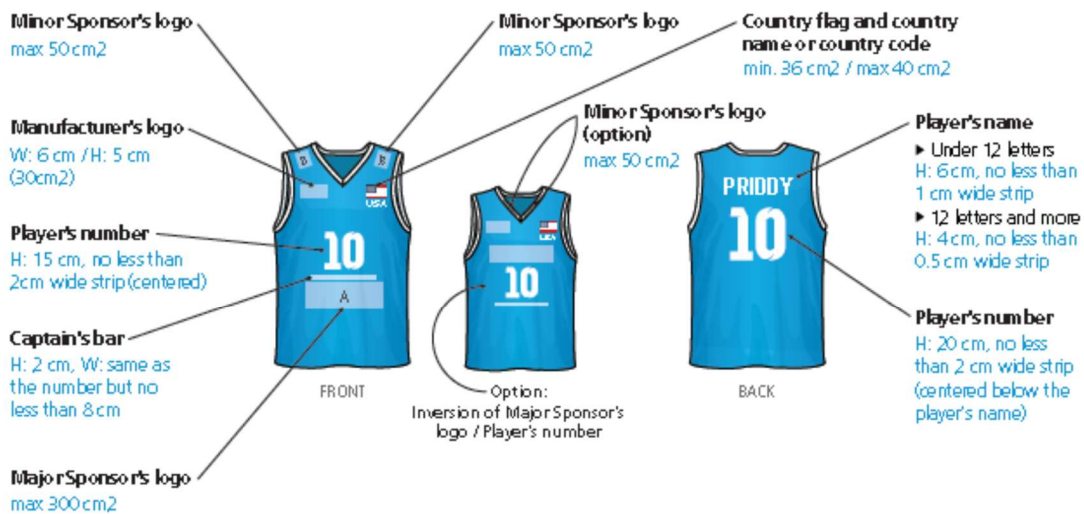 Minor Sponsor's logo
max 50 cm2
Minor Sponsor's logo
max 50 cm2
Country flag and country
name or country code
min. 36 cm2 / max 40 cm2
Manufacturer's logo
W: 6 cm / H: 5 cm
(30cm2)
Minor Sponsor's logo
(option)
max 50 cm2
Player's name
▸ Under 12 letters
H: 6 cm, no less than
1 cm wide strip
▸ 12 letters and more
H: 4 cm, no less than
0.5 cm wide strip
Player's number
H: 15 cm, no less than
2cm wide strip (centered)
Captain's bar
H: 2 cm, W: same as
the number but no
less than 8 cm
Major Sponsor's logo
max 300 cm2
B
B
USA
10
A
FRONT
USA
10
Option:
Inversion of Major Sponsor's
logo / Player's number
PRIDDY
10
BACK
Player's number
H: 20 cm, no less
than 2 cm wide strip
(centered below the
player's name)